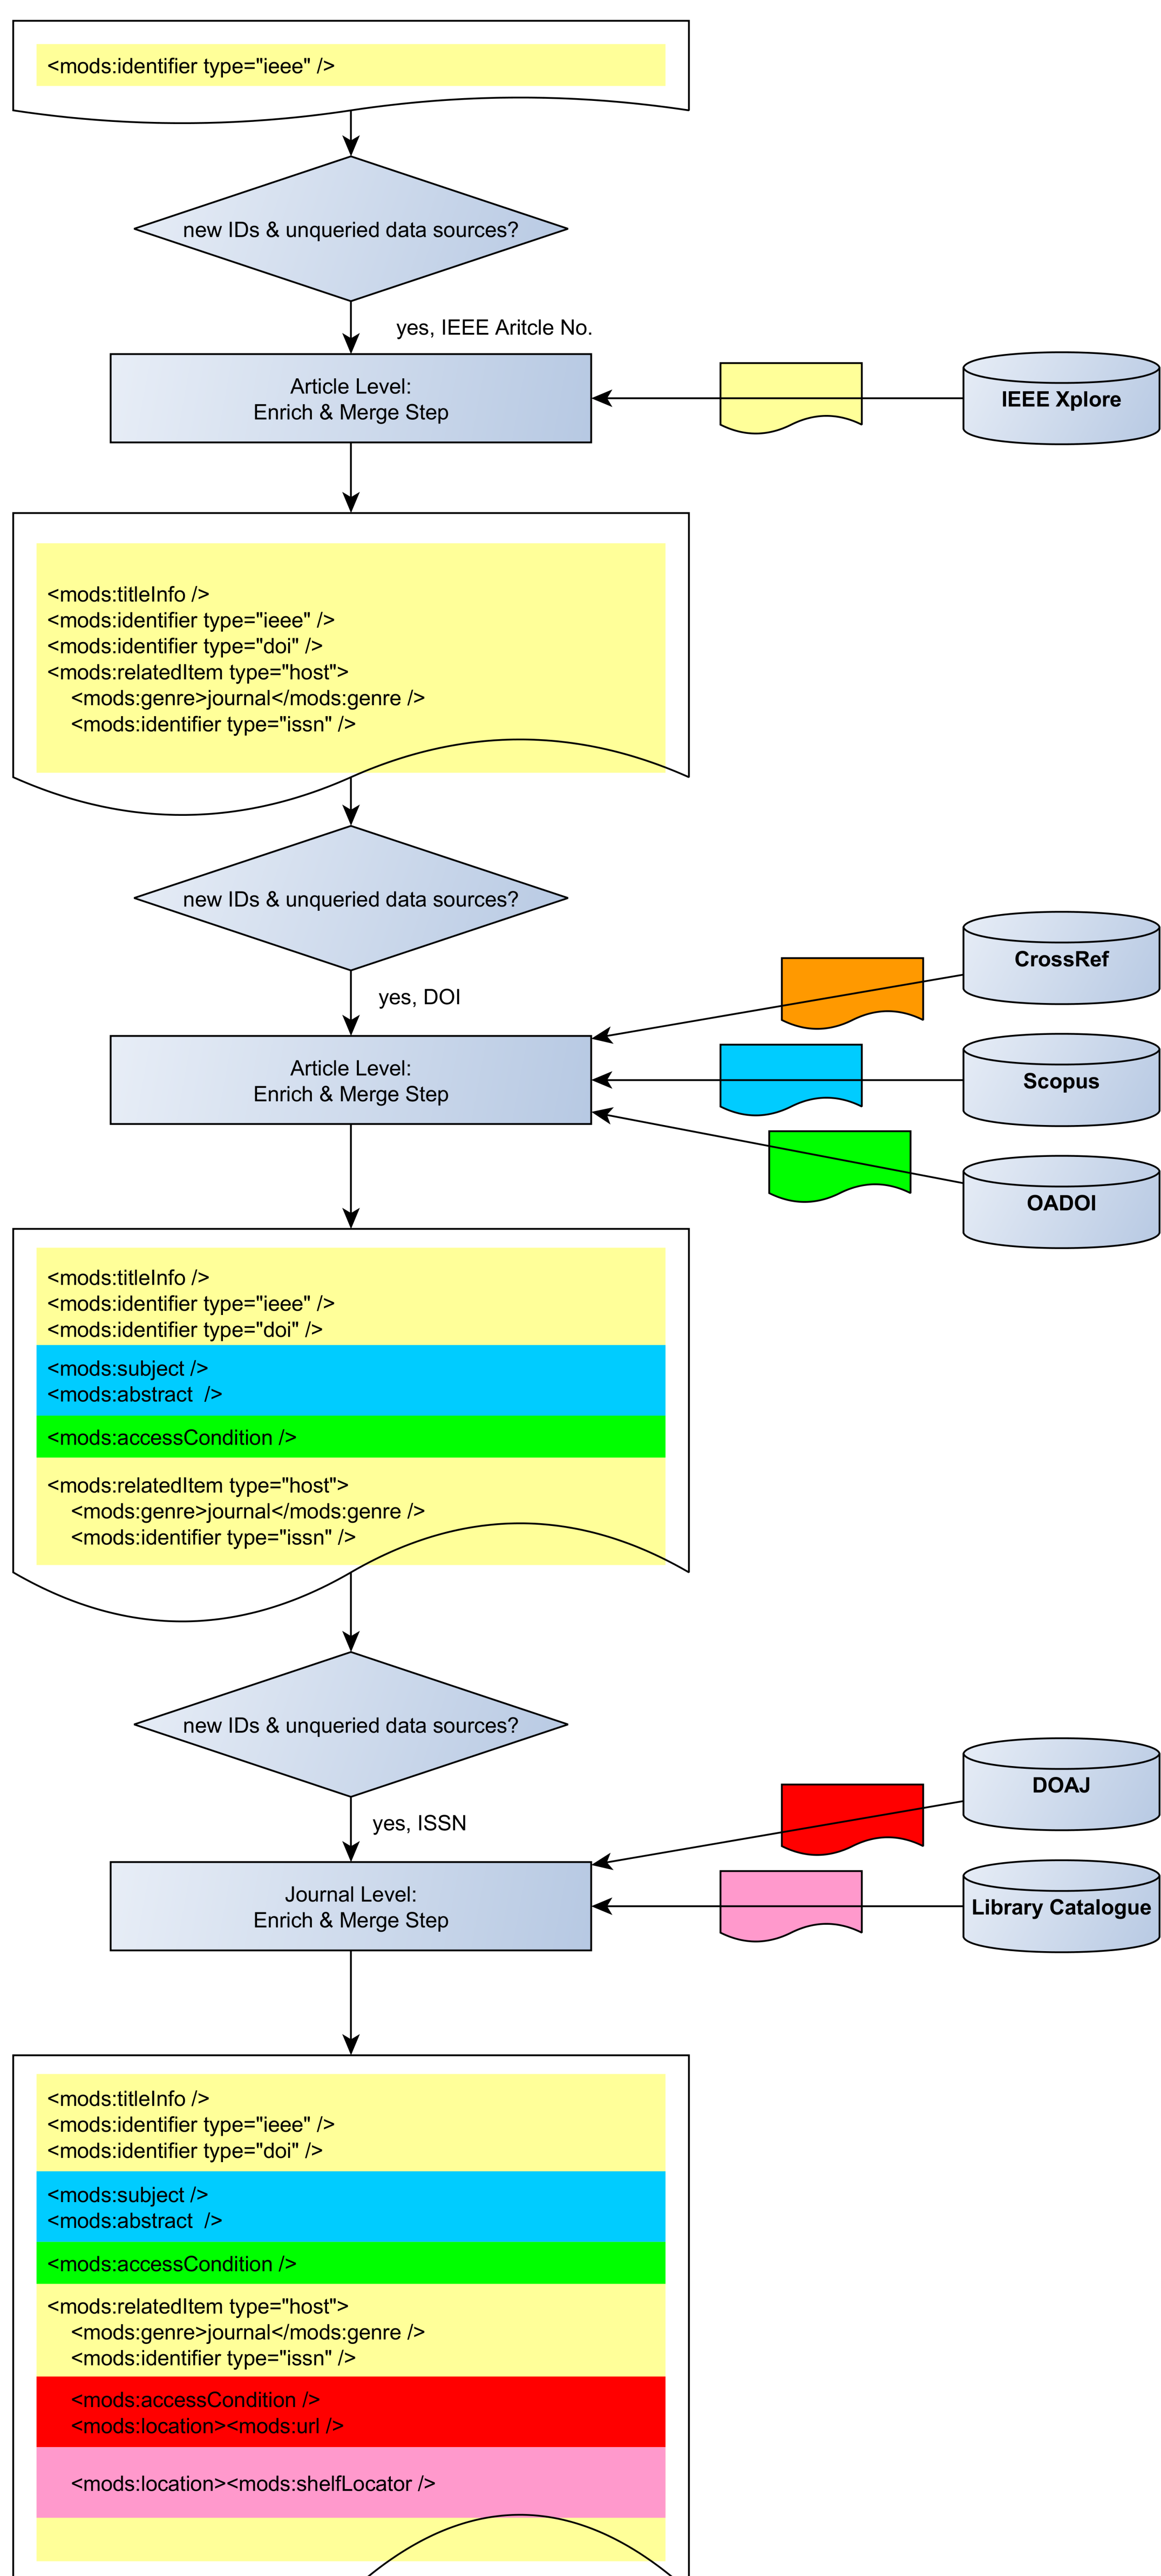 <mods:identifier type="ieee" />
new IDs & unqueried data sources?
yes, IEEE Aritcle No.
Article Level:
Enrich & Merge Step
IEEE Xplore
<mods:titleInfo />
<mods:identifier type="ieee" />
<mods:identifier type="doi" />
<mods:relatedItem type="host">
<mods:genre>journal</mods:genre />
<mods:identifier type="issn" />
new IDs & unqueried data sources?
yes, DOI
CrossRef
Article Level:
Enrich & Merge Step
Scopus
OADOI
<mods:titleInfo />
<mods:identifier type="ieee" />
<mods:identifier type="doi" />
<mods:subject />
<mods:abstract  />
<mods:accessCondition />
<mods:relatedItem type="host">
<mods:genre>journal</mods:genre />
<mods:identifier type="issn" />
new IDs & unqueried data sources?
yes, ISSN
DOAJ
Journal Level:
Enrich & Merge Step
Library Catalogue
<mods:titleInfo />
<mods:identifier type="ieee" />
<mods:identifier type="doi" />
<mods:subject />
<mods:abstract  />
<mods:accessCondition />
<mods:relatedItem type="host">
<mods:genre>journal</mods:genre />
<mods:identifier type="issn" />
<mods:accessCondition />
<mods:location><mods:url />
<mods:location><mods:shelfLocator />